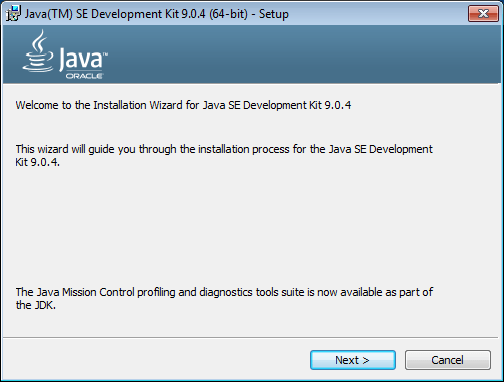 Java(TM) SE Development Kit 9.0.4 (64-bit) - Setup
Java™
ORACLE
Welcome to the Installation Wizard for Java SE Development Kit 9.0.4
This wizard will guide you through the installation process for the Java SE Development
Kit 9.0.4.
The Java Mission Control profiling and diagnostics tools suite is now available as part of
the JDK.
Next >
Cancel